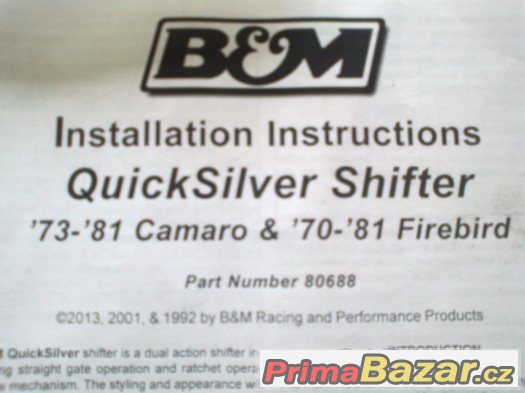 B&M
Installation Instructions
QuickSilver Shifter
'73-'81 Camaro & '70-'81 Firebird
Part Number 80688
©2013, 2001, & 1992 by B&M Racing and Performance Products
INTRODUCTION
QuickSilver shifter is a dual action shifter in
straight gate operation and ratchet
mechanism. The styling and appearance
PrimaBazar.cz